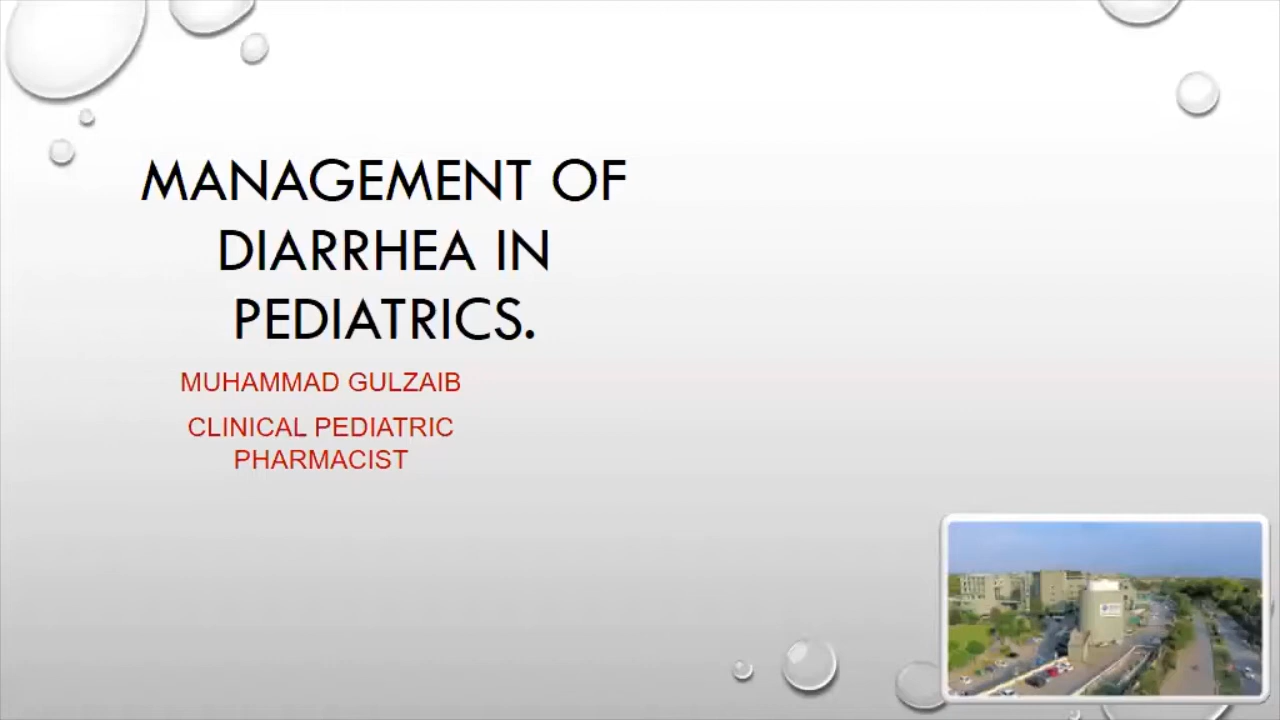 MANAGEMENT OF
DIARRHEA IN
PEDIATRICS.
MUHAMMAD GULZAIB
CLINICAL PEDIATRIC
PHARMACIST